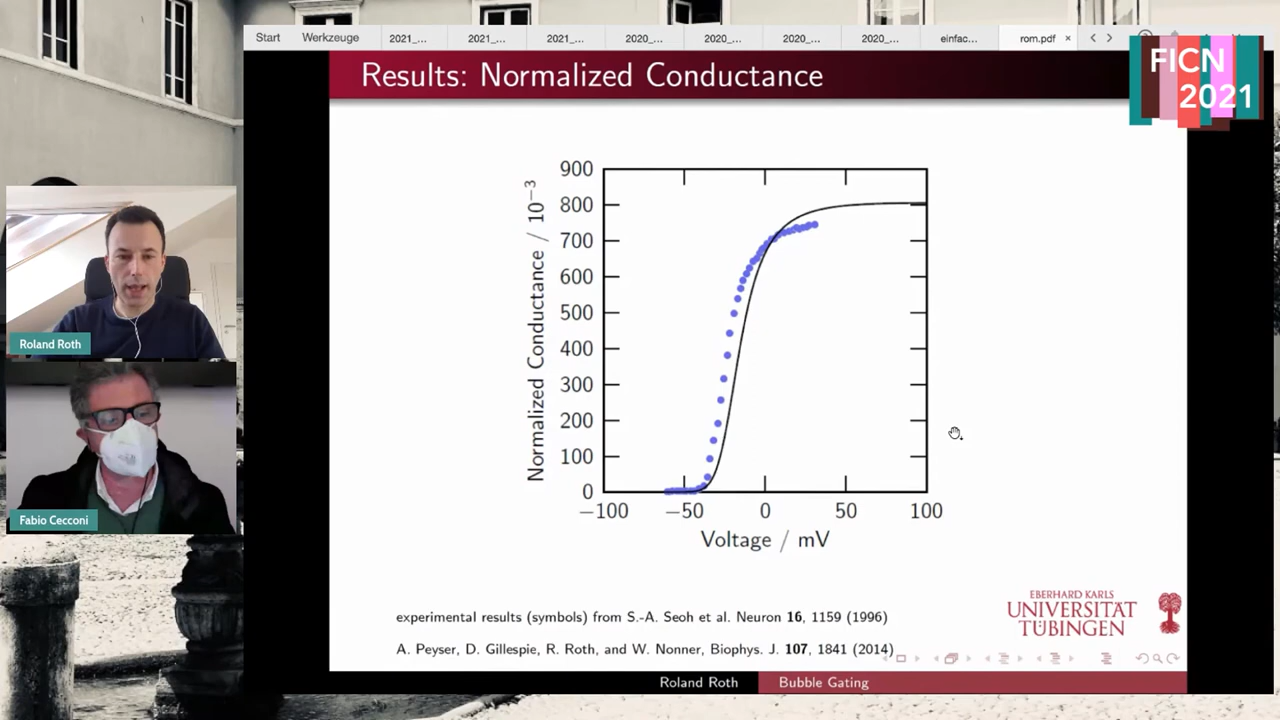 Start Werkzeuge 2021_... 2021_... 2021_... 2020_... 2020_... 2020_... 2020_... einfac... rom.pdf
FICN
2021
Results: Normalized Conductance
Roland Roth
Fabio Cecconi
Normalized Conductance / 10⁻³
900
800
700
600
500
400
300
200
100
0
−100 −50 0 50 100
Voltage / mV
experimental results (symbols) from S.-A. Seoh et al. Neuron 16, 1159 (1996)
A. Peyser, D. Gillespie, R. Roth, and W. Nonner, Biophys. J. 107, 1841 (2014)
EBERHARD KARLS
UNIVERSITÄT
TÜBINGEN
Roland Roth Bubble Gating